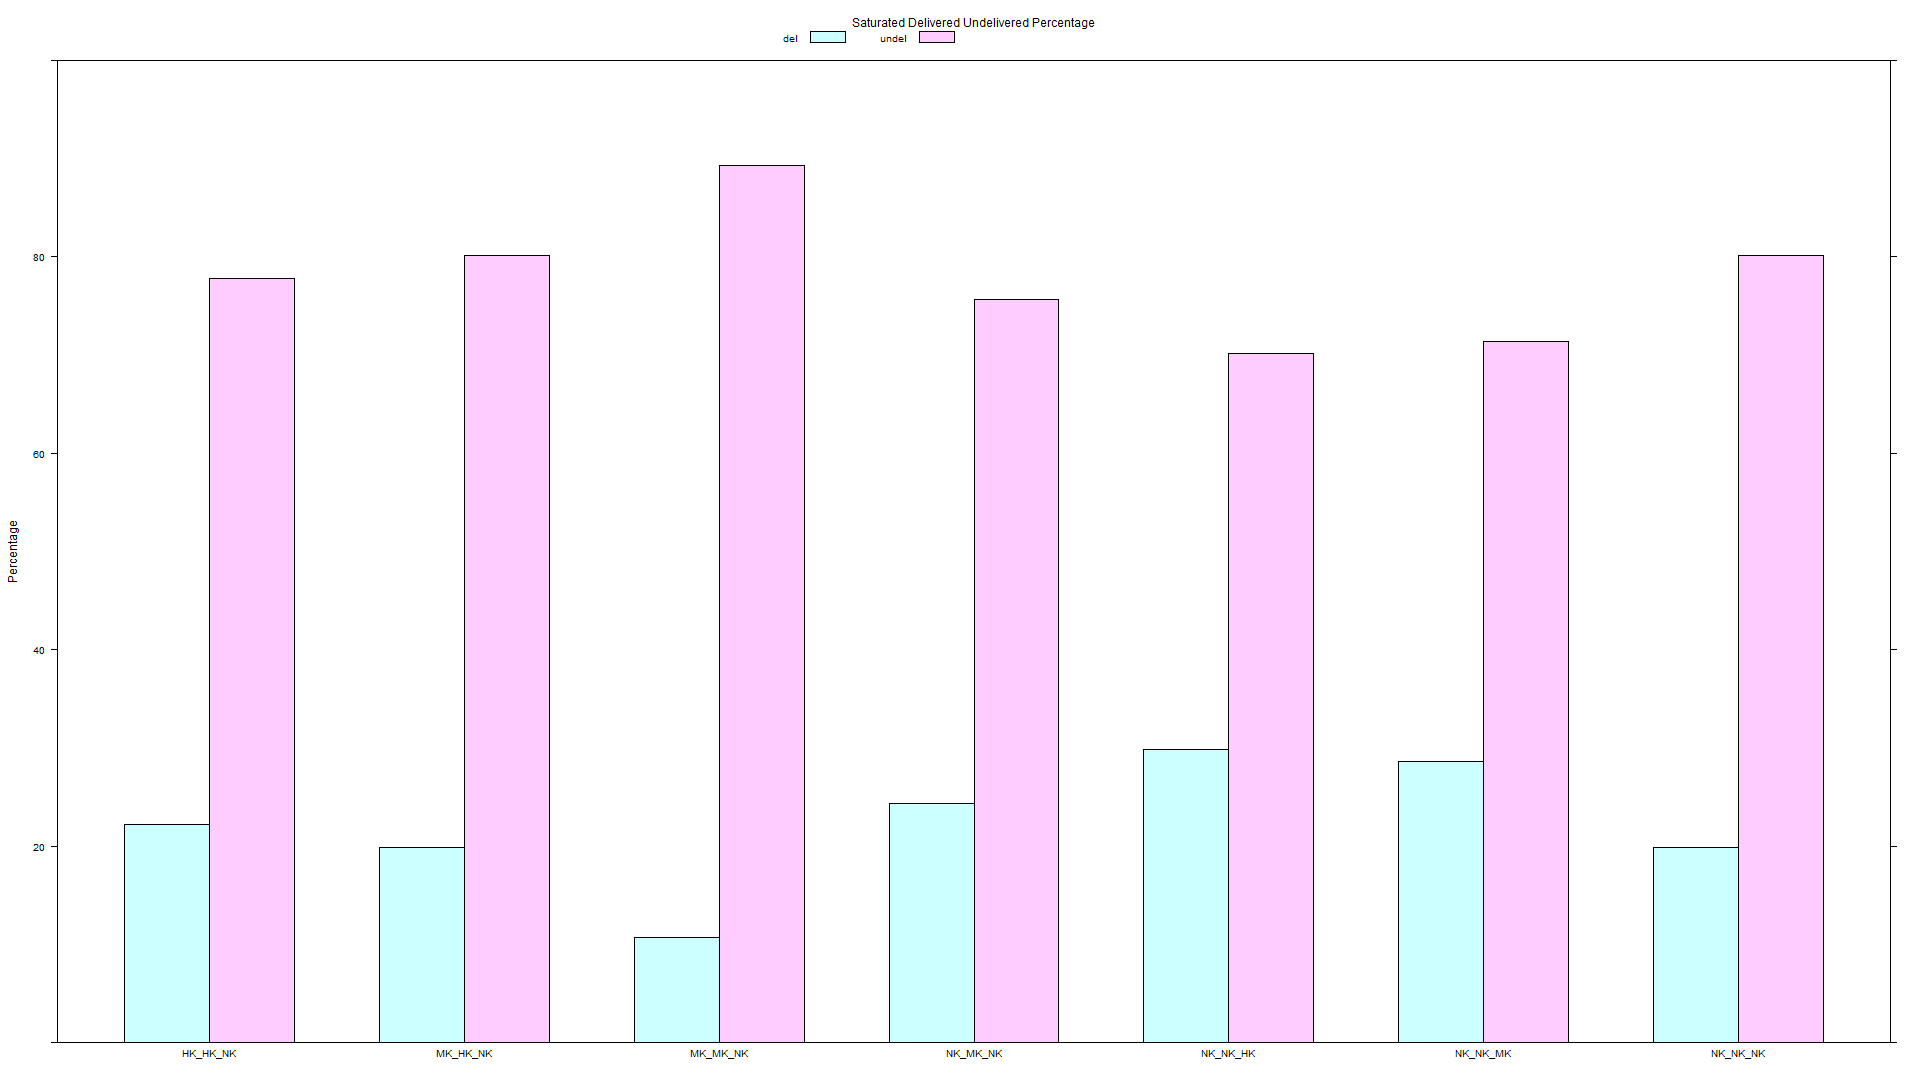 Saturated Delivered Undelivered Percentage
del undel
80
60
40
20
Percentage
HK_HK_NK MK_HK_NK MK_MK_NK NK_MK_NK NK_NK_HK NK_NK_MK NK_NK_NK